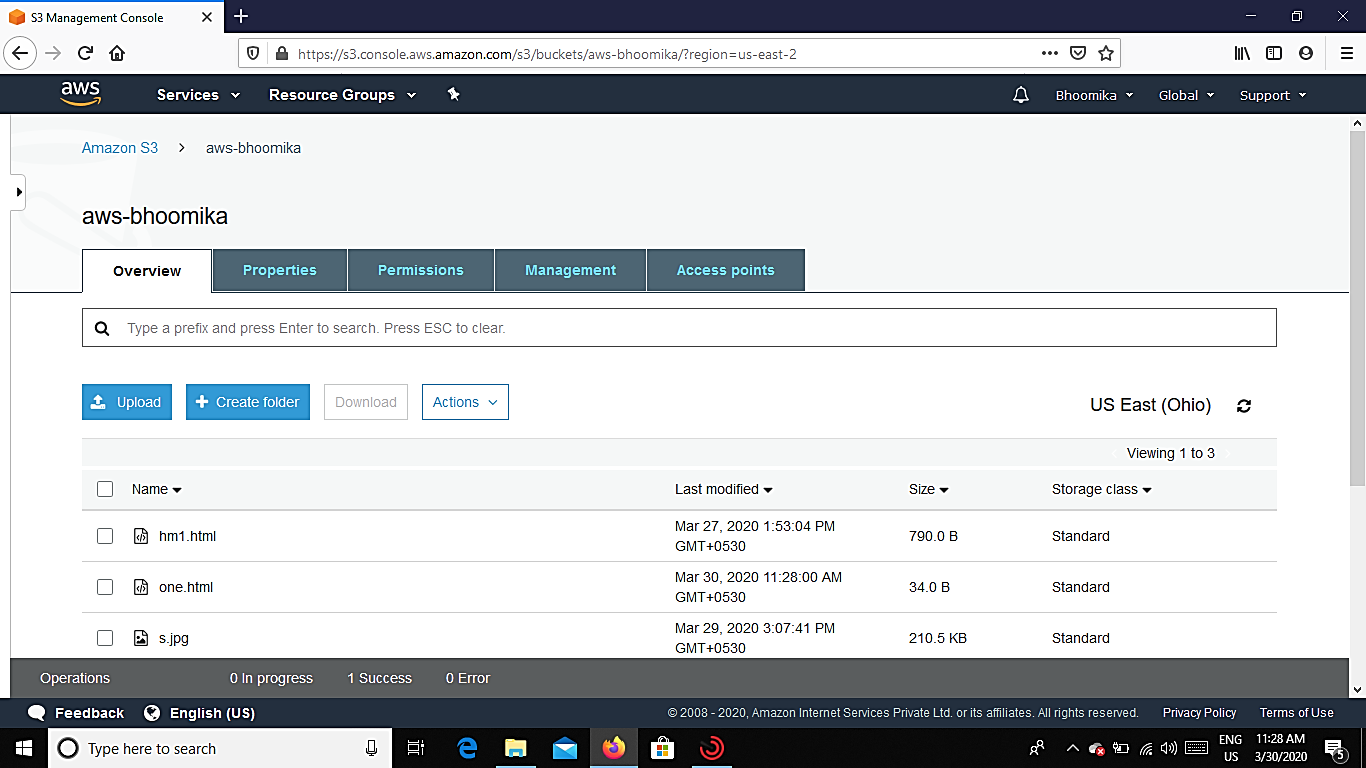 S3 Management Console
https://s3.console.aws.amazon.com/s3/buckets/aws-bhoomika/?region=us-east-2
aws Services Resource Groups Bhoomika Global Support
Amazon S3 > aws-bhoomika
aws-bhoomika
Overview Properties Permissions Management Access points
Type a prefix and press Enter to search. Press ESC to clear.
Upload + Create folder Download Actions US East (Ohio)
Viewing 1 to 3
Name Last modified Size Storage class
hm1.html Mar 27, 2020 1:53:04 PM GMT+0530 790.0 B Standard
one.html Mar 30, 2020 11:28:00 AM GMT+0530 34.0 B Standard
s.jpg Mar 29, 2020 3:07:41 PM GMT+0530 210.5 KB Standard
Operations 0 In progress 1 Success 0 Error
Feedback English (US) © 2008 - 2020, Amazon Internet Services Private Ltd. or its affiliates. All rights reserved. Privacy Policy Terms of Use
Type here to search ENG US 11:28 AM 3/30/2020 5